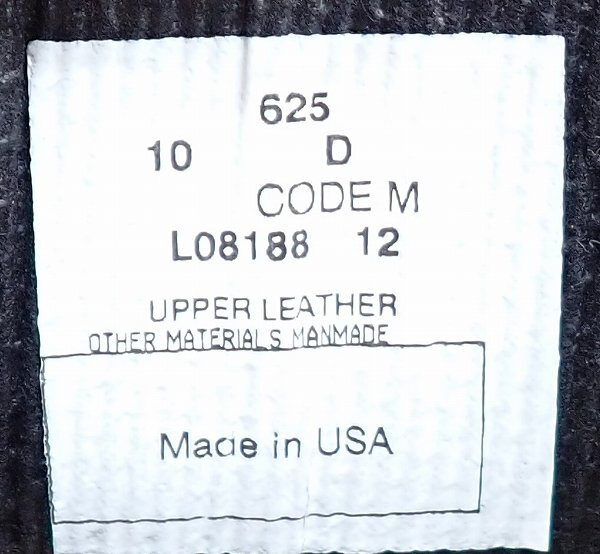 625
10 D
CODE M
L08188 12
UPPER LEATHER
OTHER MATERIALS MANMADE
Made in USA